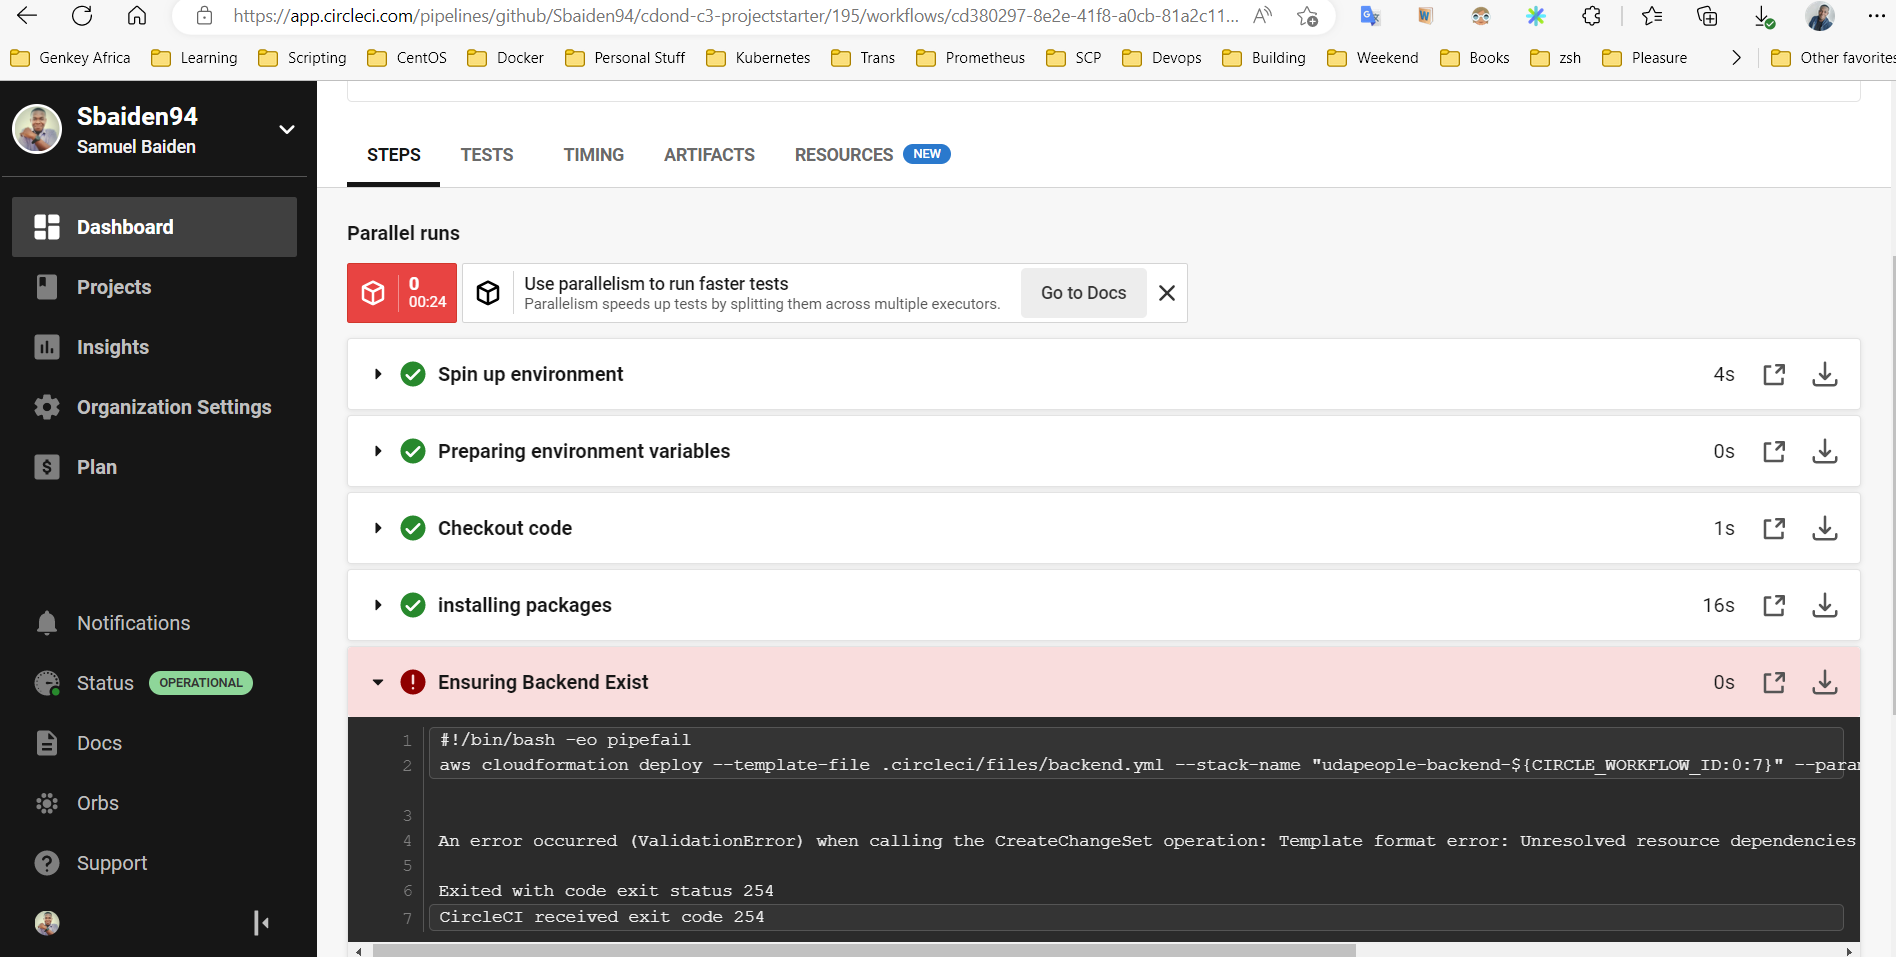 https://app.circleci.com/pipelines/github/Sbaiden94/cdond-c3-projectstarter/195/workflows/cd380297-8e2e-41f8-a0cb-81a2c11...
Genkey Africa
Learning
Scripting
CentOS
Docker
Personal Stuff
Kubernetes
Trans
Prometheus
SCP
Devops
Building
Weekend
Books
zsh
Pleasure
Other favorites
Sbaiden94
Samuel Baiden
Dashboard
Projects
Insights
Organization Settings
Plan
Notifications
Status OPERATIONAL
Docs
Orbs
Support
STEPS TESTS TIMING ARTIFACTS RESOURCES NEW
Parallel runs
0
00:24
Use parallelism to run faster tests
Parallelism speeds up tests by splitting them across multiple executors.
Go to Docs
Spin up environment 4s
Preparing environment variables 0s
Checkout code 1s
installing packages 16s
Ensuring Backend Exist 0s
1 #!/bin/bash -eo pipefail
2 aws cloudformation deploy --template-file .circleci/files/backend.yml --stack-name "udapeople-backend-${CIRCLE_WORKFLOW_ID:0:7}" --param
3
4 An error occurred (ValidationError) when calling the CreateChangeSet operation: Template format error: Unresolved resource dependencies
5
6 Exited with code exit status 254
7 CircleCI received exit code 254